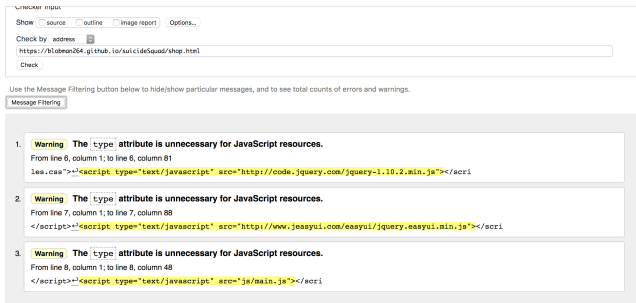 Checker Input
Show source outline image report Options...
Check by address
https://blobman264.github.io/suicideSquad/shop.html
Check
Use the Message Filtering button below to hide/show particular messages, and to see total counts of errors and warnings.
Message Filtering
1. Warning The type attribute is unnecessary for JavaScript resources.
From line 6, column 1; to line 6, column 81
les.css">↩<script type="text/javascript" src="http://code.jquery.com/jquery-1.10.2.min.js"></scri
2. Warning The type attribute is unnecessary for JavaScript resources.
From line 7, column 1; to line 7, column 88
</script>↩<script type="text/javascript" src="http://www.jeasyui.com/easyui/jquery.easyui.min.js"></scri
3. Warning The type attribute is unnecessary for JavaScript resources.
From line 8, column 1; to line 8, column 48
</script>↩<script type="text/javascript" src="js/main.js"></scri